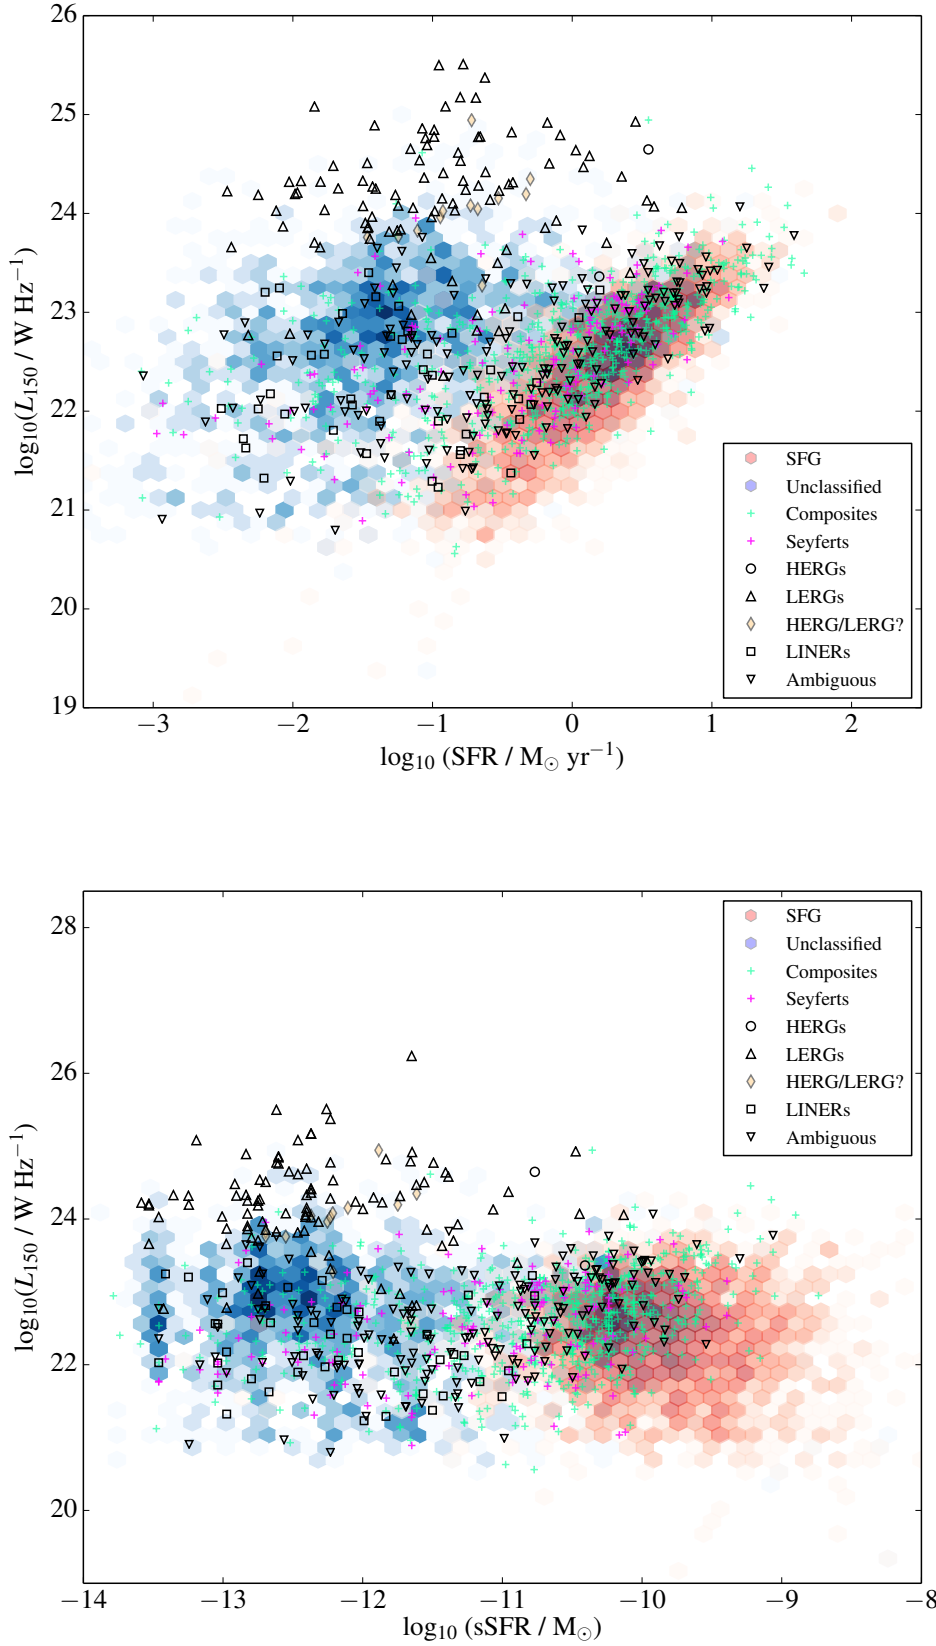 26
25
24
23
22
21
20
19
log₁₀(L₁₅₀ / W Hz⁻¹)
SFG
Unclassified
Composites
Seyferts
HERGs
LERGs
HERG/LERG?
LINERs
Ambiguous
−3 −2 −1 0 1 2
log₁₀ (SFR / M☉ yr⁻¹)
28
26
24
22
20
log₁₀(L₁₅₀ / W Hz⁻¹)
SFG
Unclassified
Composites
Seyferts
HERGs
LERGs
HERG/LERG?
LINERs
Ambiguous
−14 −13 −12 −11 −10 −9 −8
log₁₀ (sSFR / M☉)